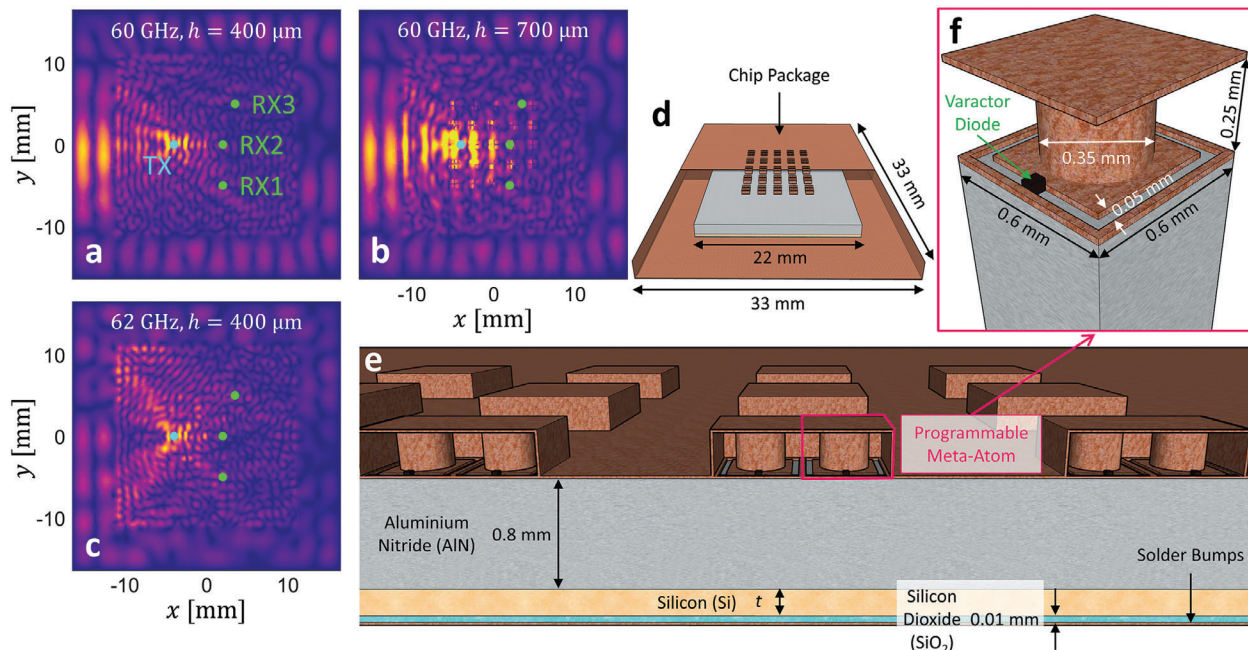 60 GHz, h = 400 μm
10
0
-10
y [mm]
TX
RX3
RX2
RX1
a
60 GHz, h = 700 μm
-10
0
10
x [mm]
b
62 GHz, h = 400 μm
10
0
-10
y [mm]
-10
0
10
x [mm]
c
d
Chip Package
33 mm
22 mm
33 mm
f
Varactor
Diode
0.35 mm
0.25 mm
0.05 mm
0.6 mm
0.6 mm
e
Programmable
Meta-Atom
Aluminium
Nitride (AlN)
0.8 mm
Solder Bumps
Silicon (Si)
t
Silicon
Dioxide
(SiO₂)
0.01 mm